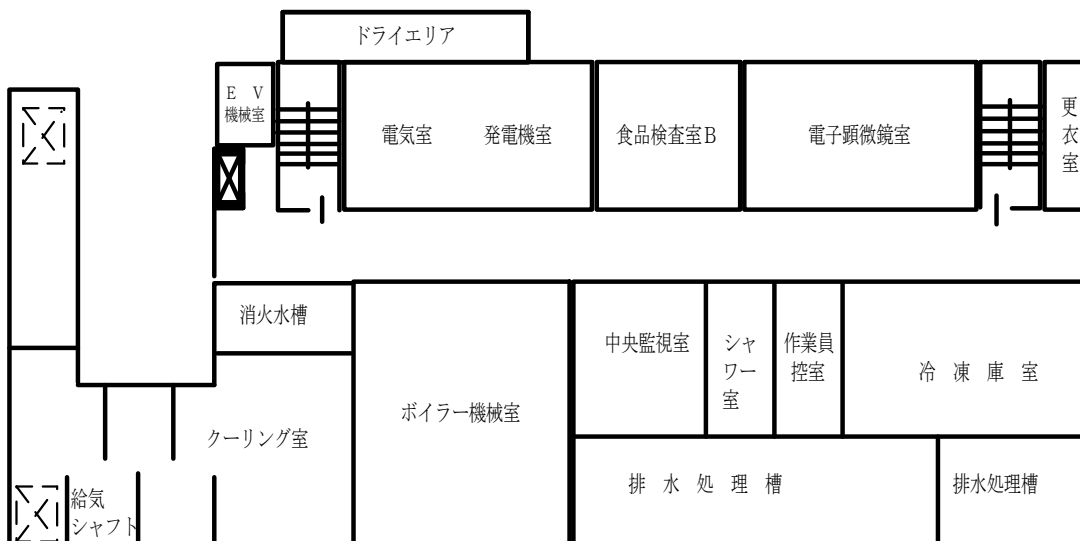 ドライエリア
E V
機械室
電気室
発電機室
食品検査室B
電子顕微鏡室
更
衣
室
消火水槽
中央監視室
シャ
ワー
室
作業員
控室
冷 凍 庫 室
ボイラー機械室
クーリング室
排 水 処 理 槽
排水処理槽
給気
シャフト